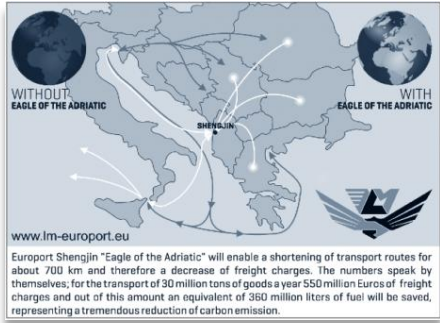 WITHOUT
EAGLE OF THE ADRIATIC
WITH
EAGLE OF THE ADRIATIC
SHENGJIN
LM
www.lm-europort.eu
Europort Shengjin "Eagle of the Adriatic" will enable a shortening of transport routes for
about 700 km and therefore a decrease of freight charges. The numbers speak by
themselves; for the transport of 30 million tons of goods a year 550 million Euros of freight
charges and out of this amount an equivalent of 360 million liters of fuel will be saved,
representing a tremendous reduction of carbon emission.